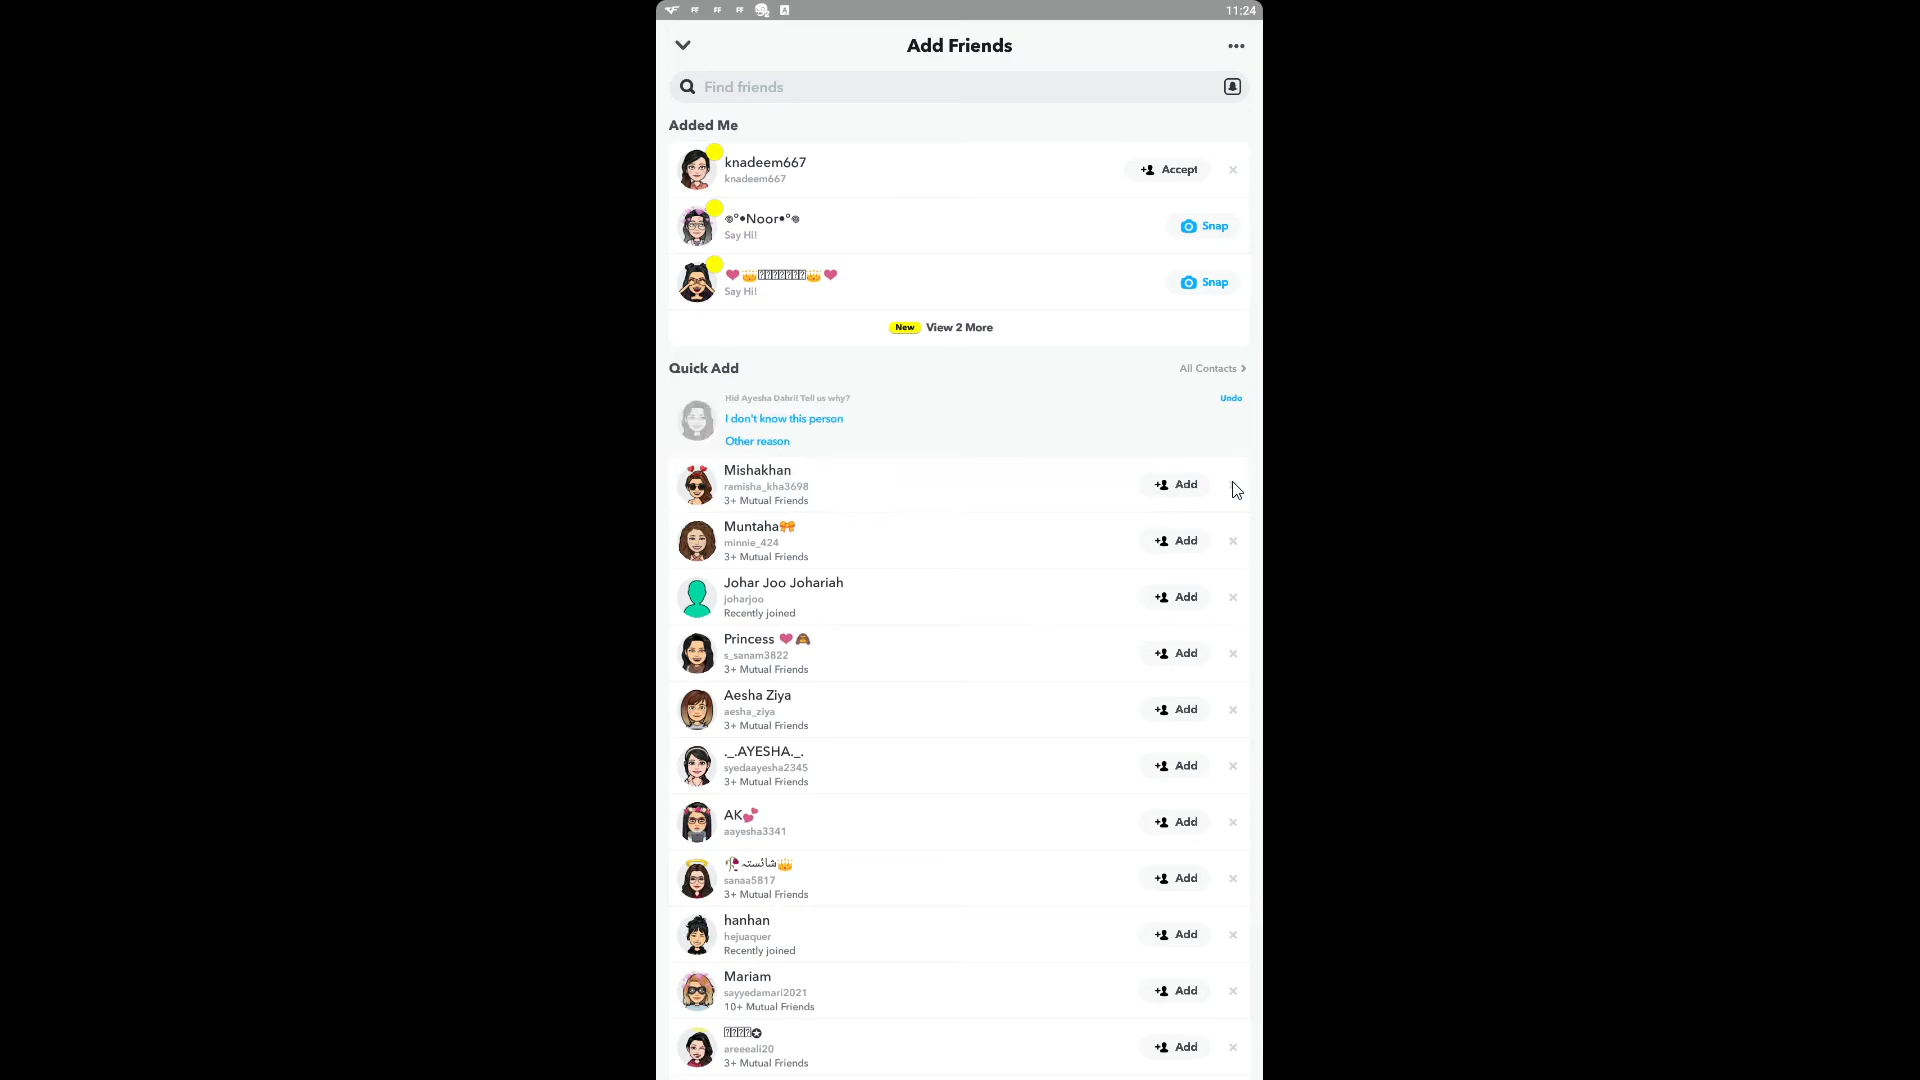 11:24
Add Friends
Find friends
Added Me
knadeem667
knadeem667
Accept
๑°•Noor•°๑
Say Hi!
Snap
Say Hi!
Snap
New View 2 More
Quick Add
All Contacts
Hid Ayesha Dahri! Tell us why?
Undo
I don't know this person
Other reason
Mishakhan
ramisha_kha3698
3+ Mutual Friends
Add
Muntaha
minnie_424
3+ Mutual Friends
Add
Johar Joo Johariah
joharjoo
Recently joined
Add
Princess
s_sanam3822
3+ Mutual Friends
Add
Aesha Ziya
aesha_ziya
3+ Mutual Friends
Add
._.AYESHA._.
syedaayesha2345
3+ Mutual Friends
Add
AK
aayesha3341
Add
شائستہ
sanaa5817
3+ Mutual Friends
Add
hanhan
hejuaquer
Recently joined
Add
Mariam
sayyedamari2021
10+ Mutual Friends
Add
areeeali20
3+ Mutual Friends
Add